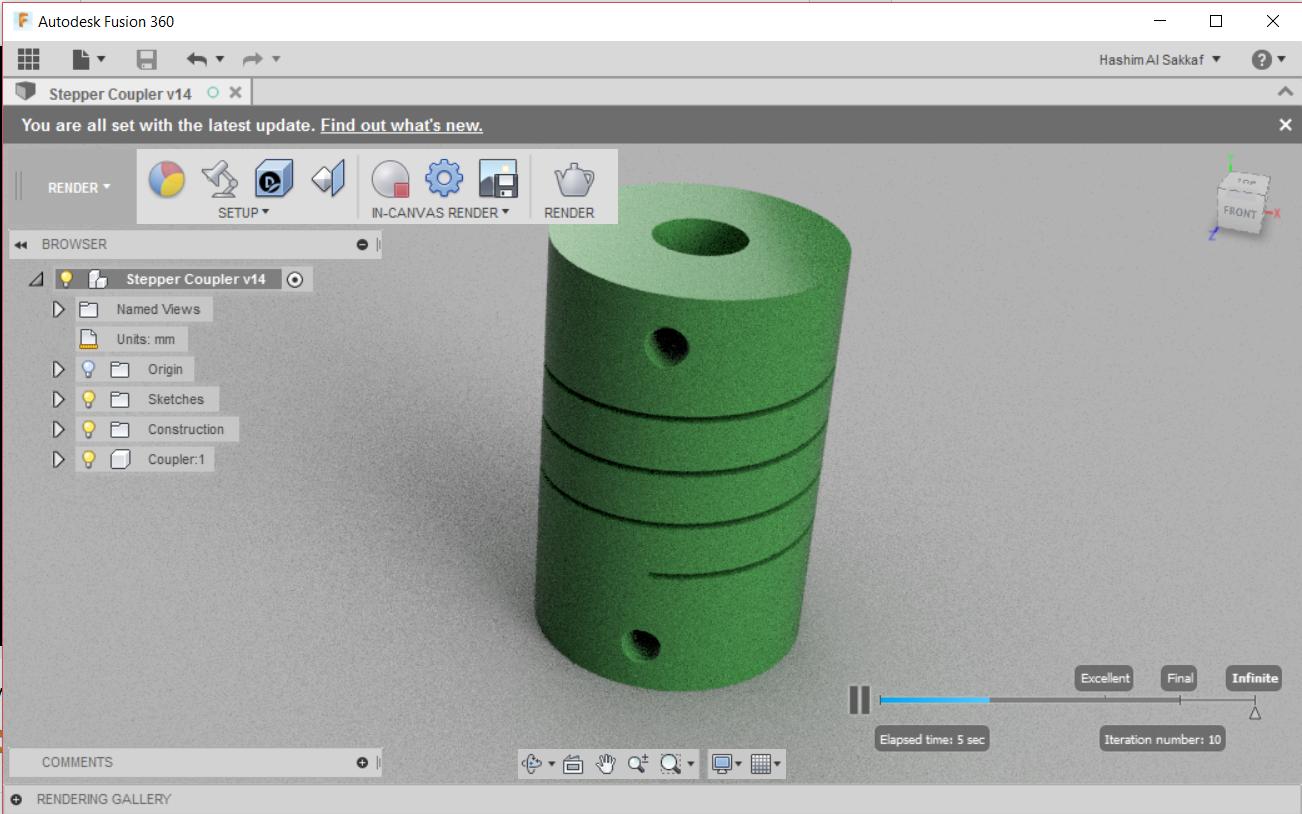 Autodesk Fusion 360
Hashim Al Sakkaf
Stepper Coupler v14
You are all set with the latest update. Find out what's new.
RENDER
SETUP
IN-CANVAS RENDER
RENDER
TOP
FRONT
X
Y
Z
BROWSER
Stepper Coupler v14
Named Views
Units: mm
Origin
Sketches
Construction
Coupler:1
Excellent
Final
Infinite
Elapsed time: 5 sec
Iteration number: 10
COMMENTS
RENDERING GALLERY